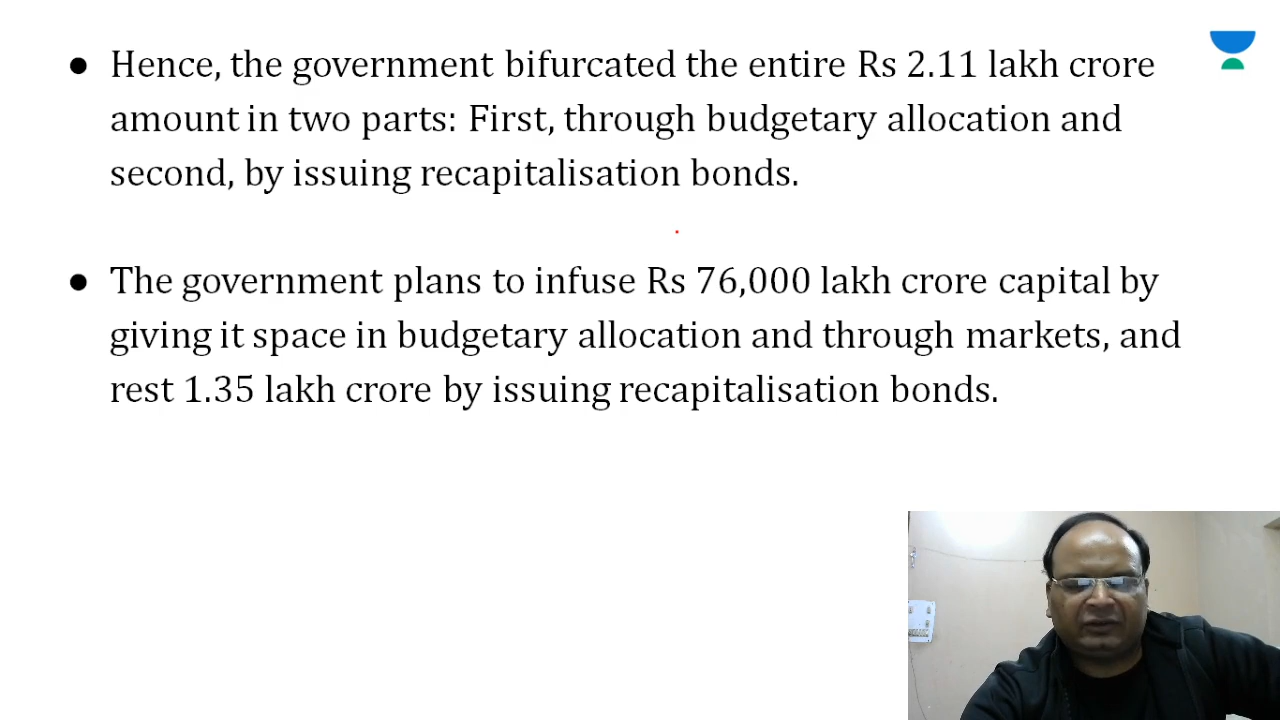 ● Hence, the government bifurcated the entire Rs 2.11 lakh crore
amount in two parts: First, through budgetary allocation and
second, by issuing recapitalisation bonds.
● The government plans to infuse Rs 76,000 lakh crore capital by
giving it space in budgetary allocation and through markets, and
rest 1.35 lakh crore by issuing recapitalisation bonds.